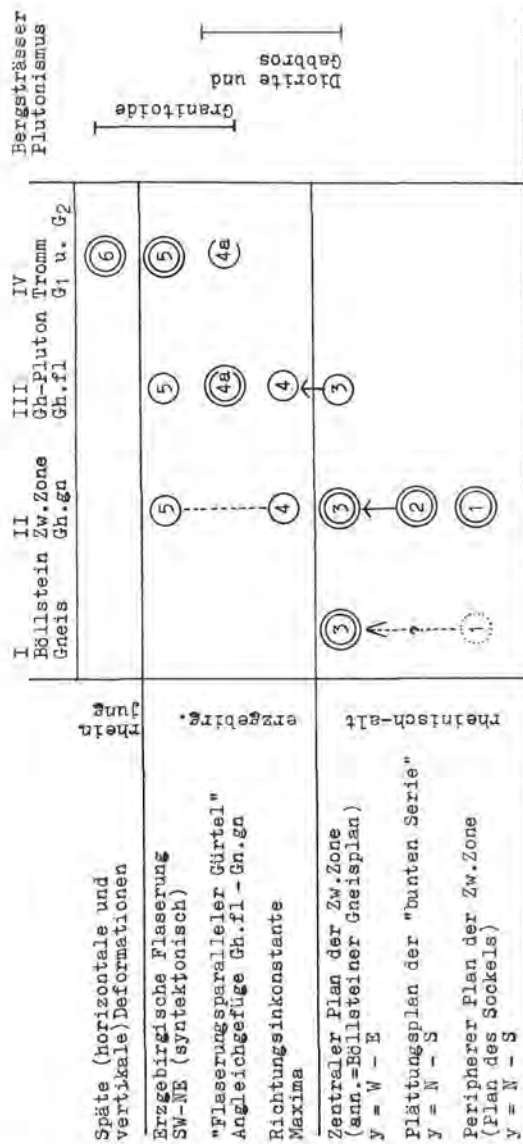 I II III IV Bergsträsser
Böllstein Zw.Zone Gh-Pluton Tromm Plutonismus
Gneis Gh.gn Gh.fl G1 u. G2
Späte (horizontale und
vertikale)Deformationen
rhein.
jung
6
Granitoide
Erzgebirgische Flaserung
SW-NE (syntektonisch)
erzgebirg.
5 5 5
"Flaserungsparalleler Gürtel"
Angleichgefüge Gh.fl - Gn.gn
4a 4a
Diorite und
Gabbros
Richtungsinkonstante
Maxima
4 4
Zentraler Plan der Zw.Zone
(ann.=Böllsteiner Gneisplan)
y = W - E
rheinisch-alt
3 3 3
Plättungsplan der "bunten Serie"
y = N - S
? 2
Peripherer Plan der Zw.Zone
(Plan des Sockels)
y = N - S
1 1